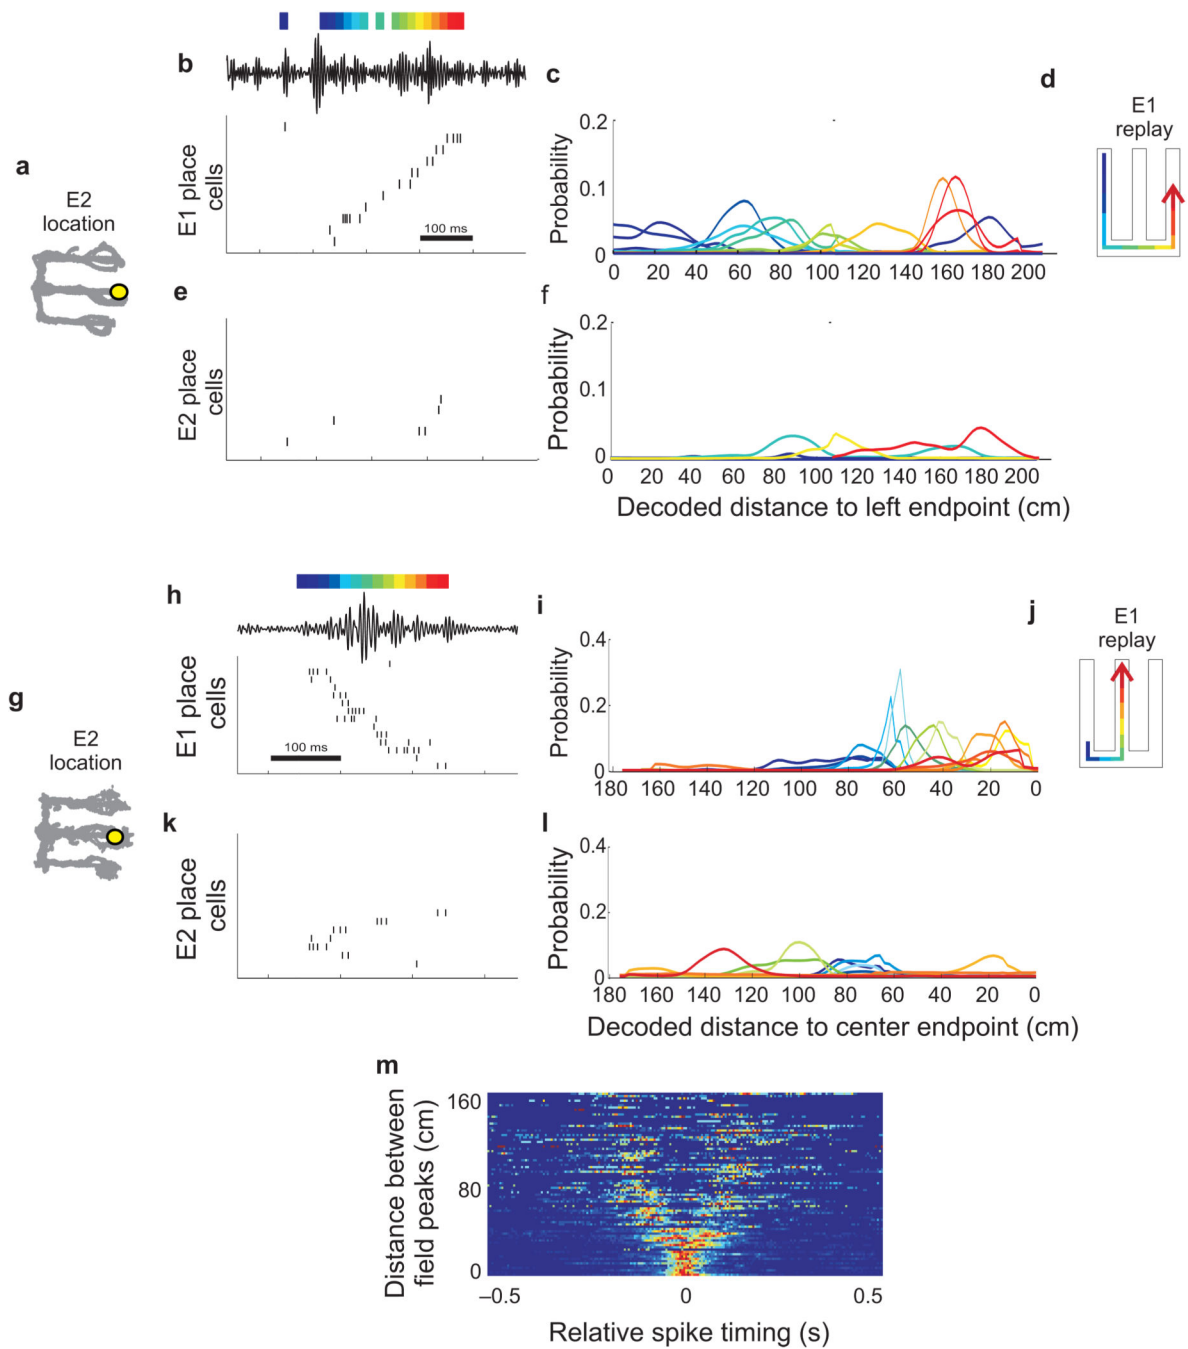 a
E2
location
b
E1 place
cells
100 ms
c
Probability
0.2
0.1
0
0 20 40 60 80 100 120 140 160 180 200
d
E1
replay
e
E2 place
cells
f
Probability
0.2
0.1
0
0 20 40 60 80 100 120 140 160 180 200
Decoded distance to left endpoint (cm)
g
E2
location
h
E1 place
cells
100 ms
i
Probability
0.4
0.2
0
180 160 140 120 100 80 60 40 20 0
j
E1
replay
k
E2 place
cells
l
Probability
0.4
0.2
0
180 160 140 120 100 80 60 40 20 0
Decoded distance to center endpoint (cm)
m
Distance between
field peaks (cm)
160
80
0
–0.5 0 0.5
Relative spike timing (s)